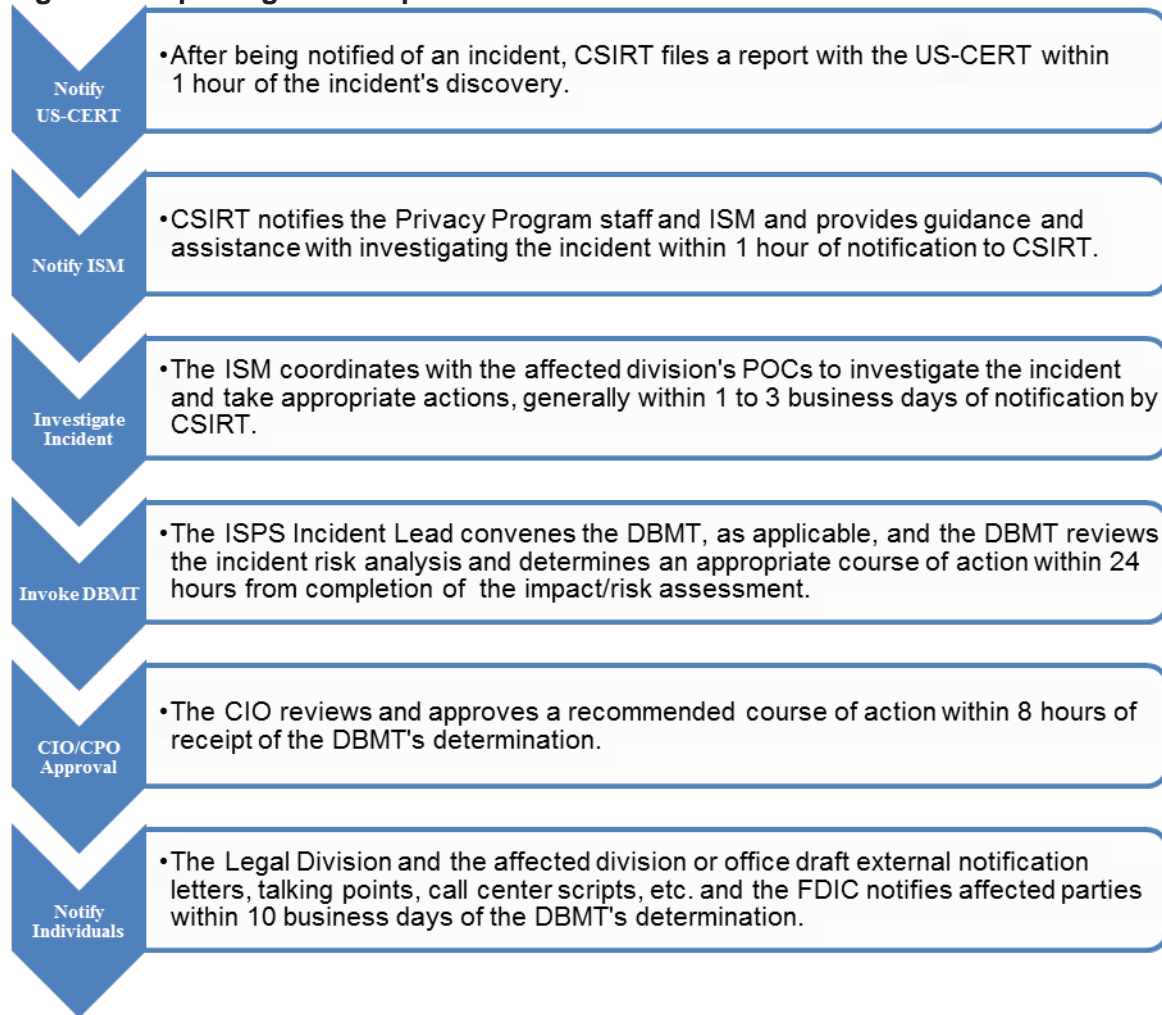 Notify
US-CERT
•After being notified of an incident, CSIRT files a report with the US-CERT within
1 hour of the incident's discovery.
Notify ISM
•CSIRT notifies the Privacy Program staff and ISM and provides guidance and
assistance with investigating the incident within 1 hour of notification to CSIRT.
Investigate
Incident
•The ISM coordinates with the affected division's POCs to investigate the incident
and take appropriate actions, generally within 1 to 3 business days of notification by
CSIRT.
Invoke DBMT
•The ISPS Incident Lead convenes the DBMT, as applicable, and the DBMT reviews
the incident risk analysis and determines an appropriate course of action within 24
hours from completion of the impact/risk assessment.
CIO/CPO
Approval
•The CIO reviews and approves a recommended course of action within 8 hours of
receipt of the DBMT's determination.
Notify
Individuals
•The Legal Division and the affected division or office draft external notification
letters, talking points, call center scripts, etc. and the FDIC notifies affected parties
within 10 business days of the DBMT's determination.